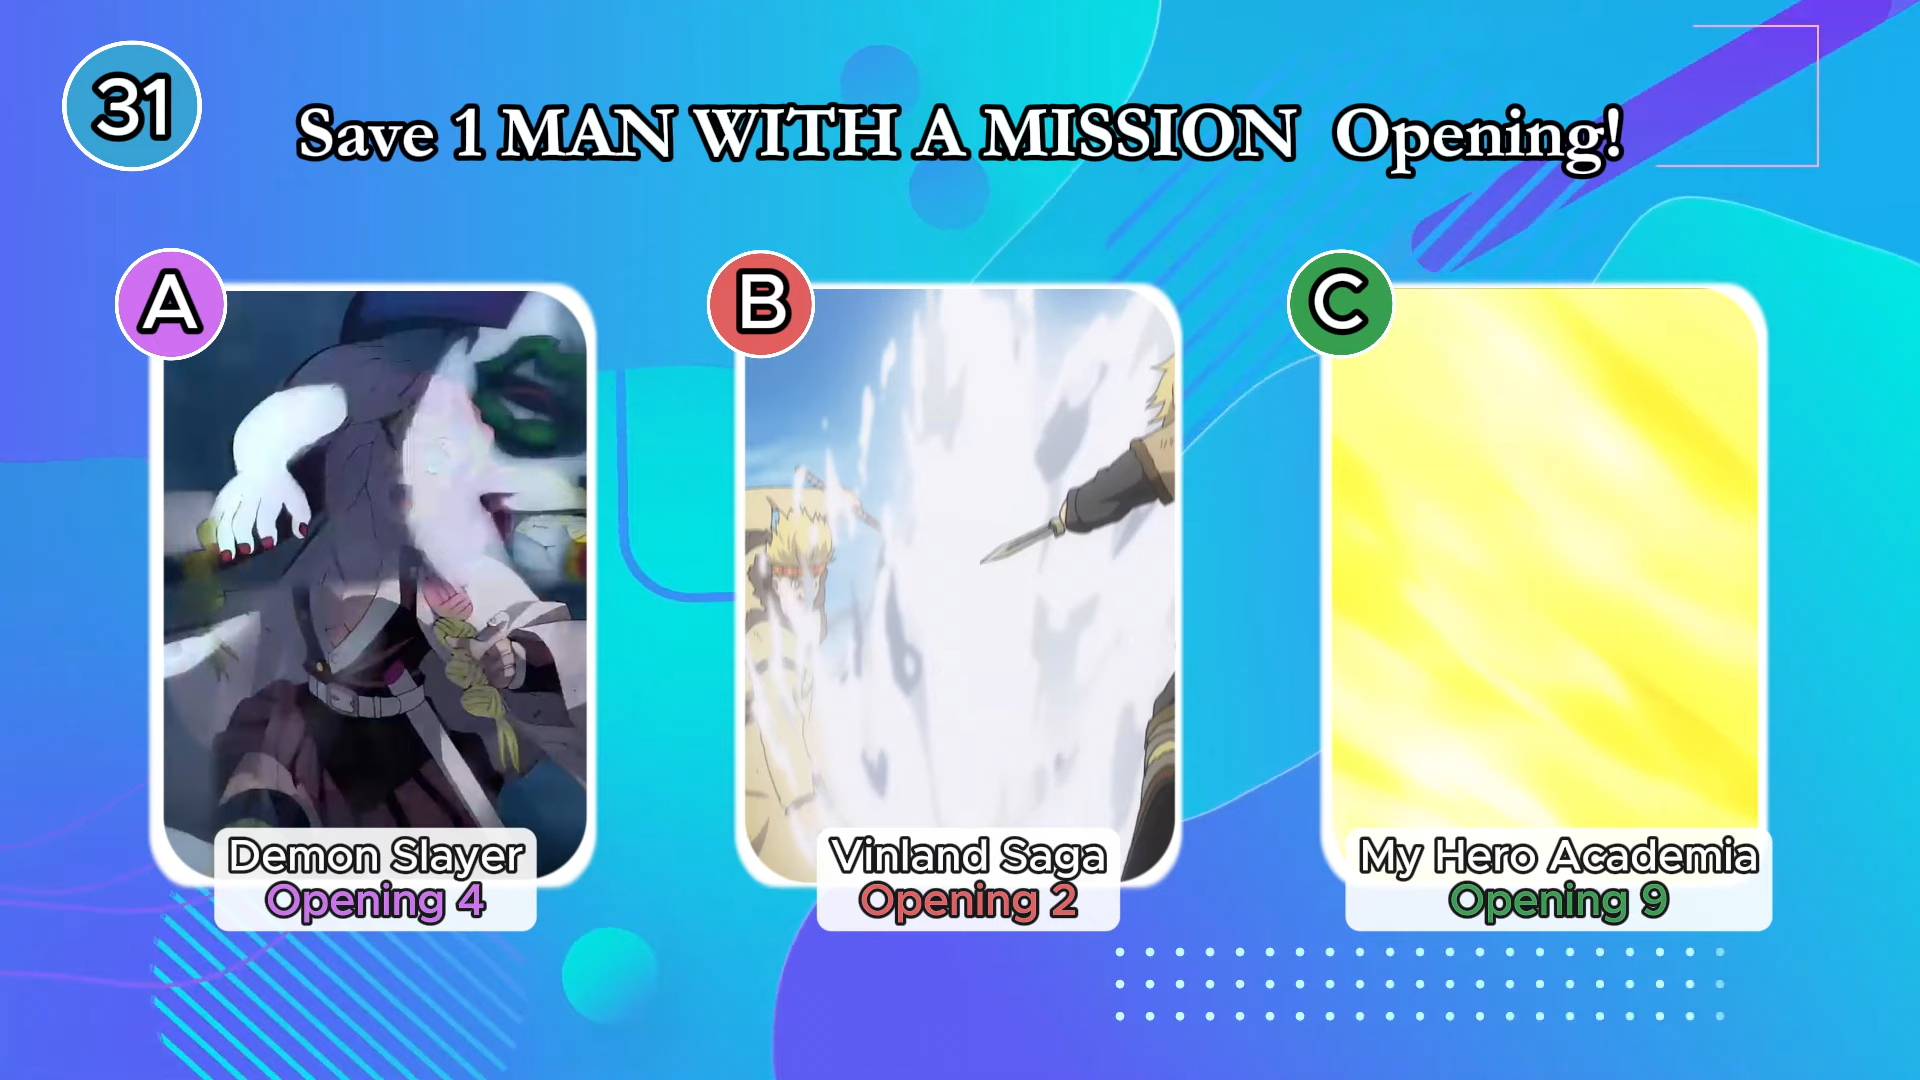 31
Save 1 MAN WITH A MISSION Opening!
A
B
C
Demon Slayer
Opening 4
Vinland Saga
Opening 2
My Hero Academia
Opening 9